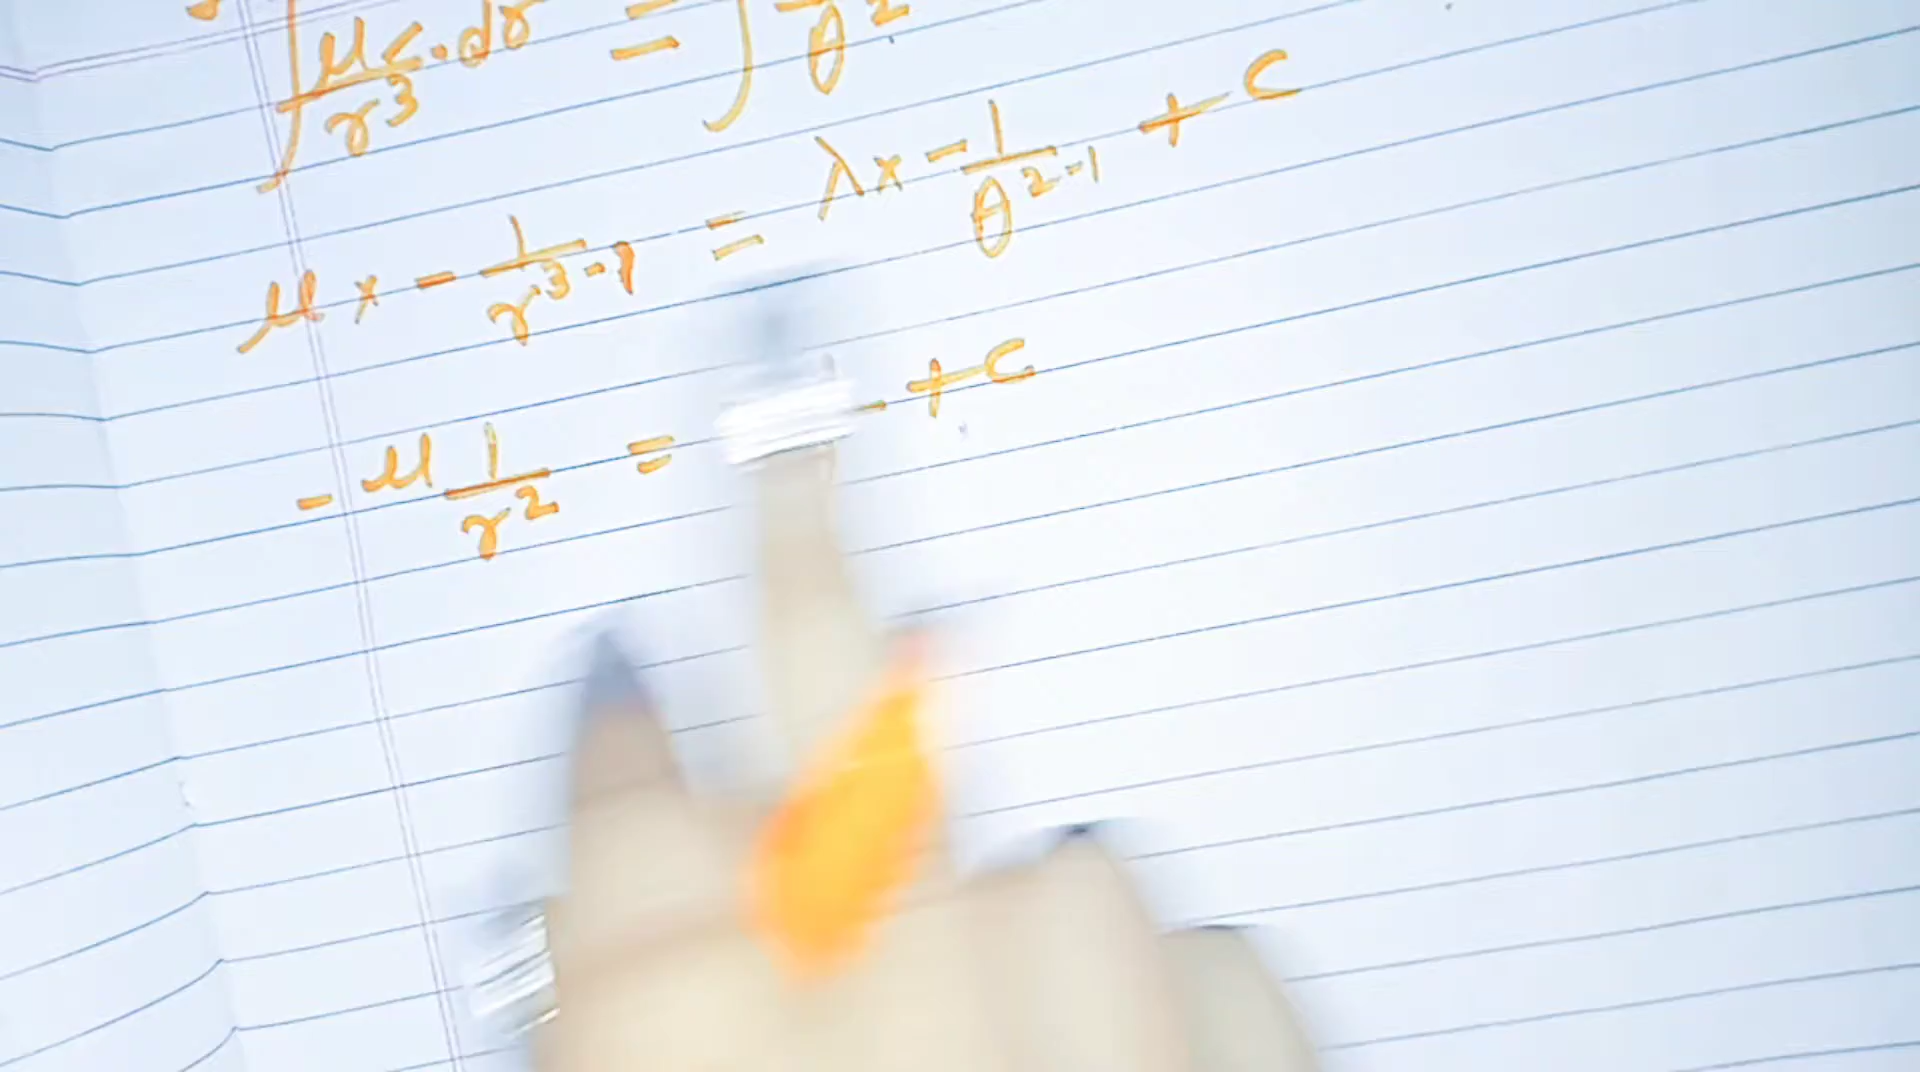 ∫ μ/r³ · dr = ∫ /θ²
μ × - 1/r³⁻¹ = λ × - 1/θ²⁻¹ + c
- μ 1/r² = + c